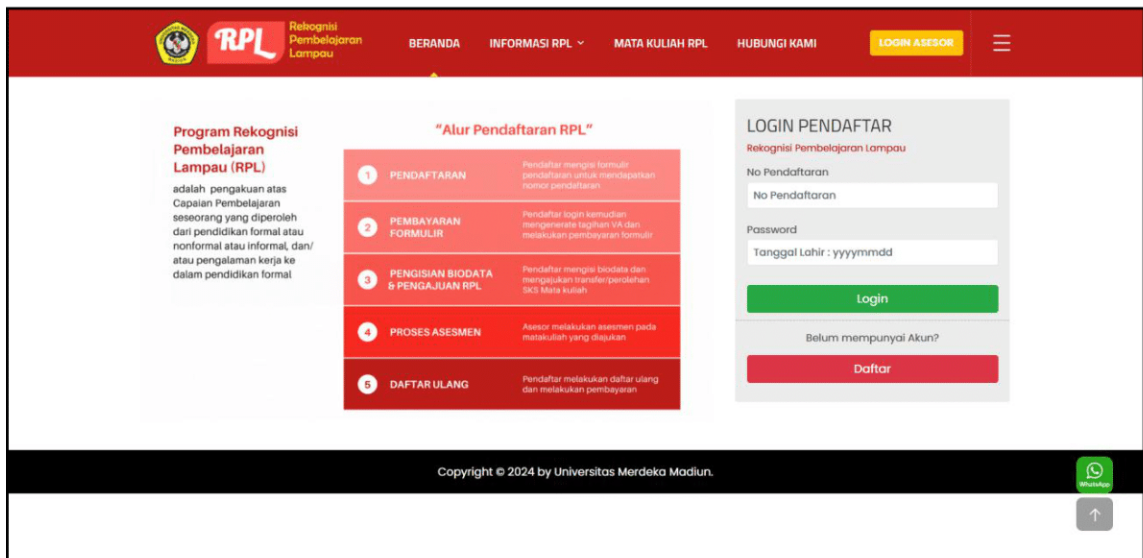 RPL
Rekognisi
Pembelajaran
Lampau
BERANDA
INFORMASI RPL
MATA KULIAH RPL
HUBUNGI KAMI
LOGIN ASESOR
Program Rekognisi
Pembelajaran
Lampau (RPL)
adalah pengakuan atas
Capaian Pembelajaran
seseorang yang diperoleh
dari pendidikan formal atau
nonformal atau informal, dan/
atau pengalaman kerja ke
dalam pendidikan formal
"Alur Pendaftaran RPL"
1 PENDAFTARAN
Pendaftar mengisi formulir
pendaftaran untuk mendapatkan
nomor pendaftaran
2 PEMBAYARAN
FORMULIR
Pendaftar login kemudian
mengenerate tagihan VA dan
melakukan pembayaran formulir
3 PENGISIAN BIODATA
& PENGAJUAN RPL
Pendaftar mengisi biodata dan
mengajukan transfer/perolehan
SKS Mata kuliah
4 PROSES ASESMEN
Asesor melakukan asesmen pada
matakuliah yang diajukan
5 DAFTAR ULANG
Pendaftar melakukan daftar ulang
dan melakukan pembayaran
LOGIN PENDAFTAR
Rekognisi Pembelajaran Lampau
No Pendaftaran
No Pendaftaran
Password
Tanggal Lahir : yyyymmdd
Login
Belum mempunyai Akun?
Daftar
Copyright © 2024 by Universitas Merdeka Madiun.
WhatsApp